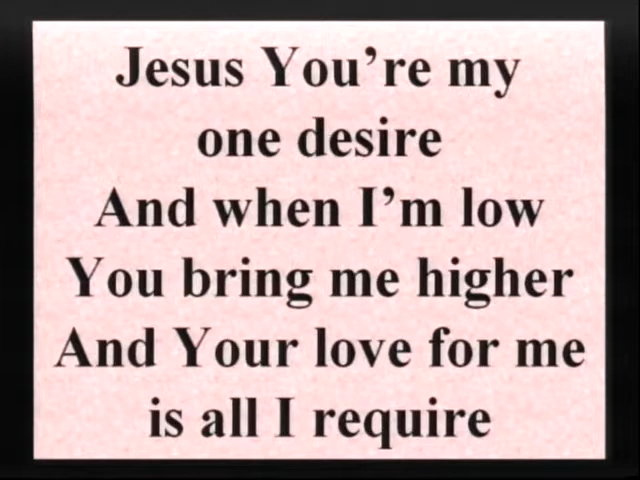 Jesus You’re my
one desire
And when I’m low
You bring me higher
And Your love for me
is all I require